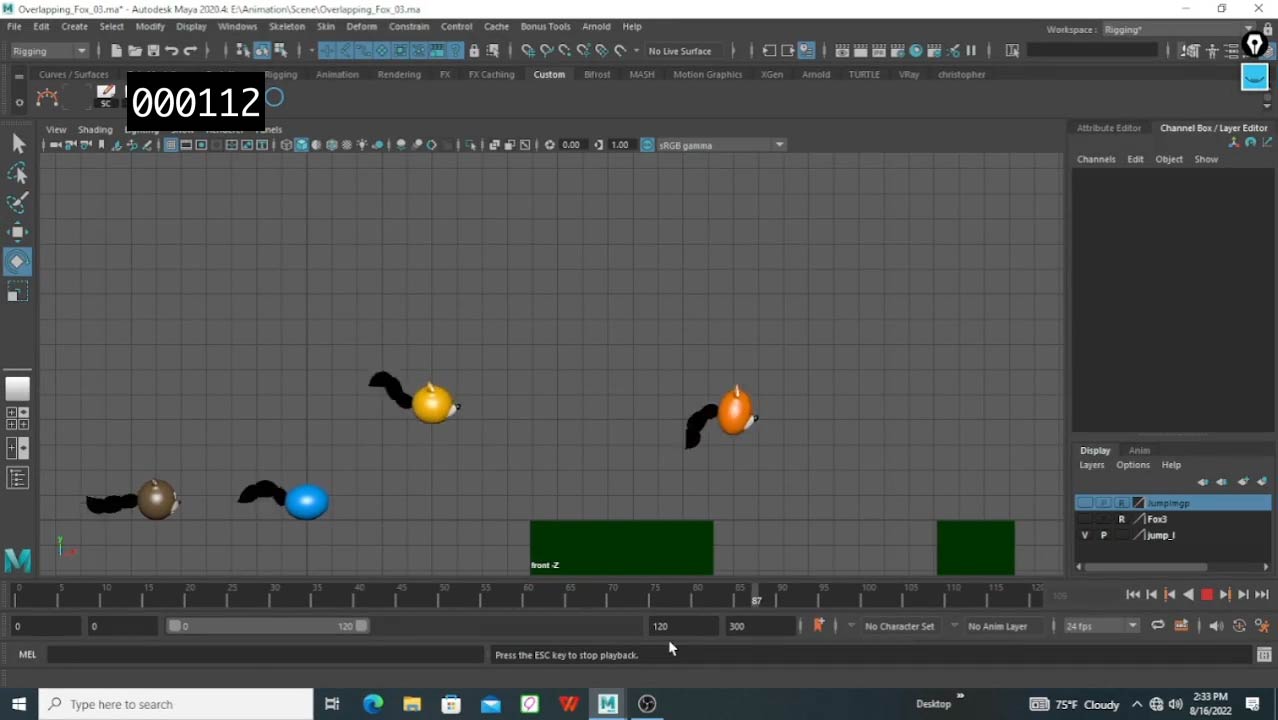 Overlapping_Fox_03.ma* - Autodesk Maya 2020.4: E:\Animation\Scene\Overlapping_Fox_03.ma
File Edit Create Select Modify Display Windows Skeleton Skin Deform Constrain Control Cache Bonus Tools Arnold Help
Workspace: Rigging*
Rigging
No Live Surface
Curves / Surfaces Rigging Animation Rendering FX FX Caching Custom Bifrost MASH Motion Graphics XGen Arnold TURTLE VRay christopher
SC
000112
View Shading Lighting Show Renderer Panels
0.00 1.00 sRGB gamma
Attribute Editor Channel Box / Layer Editor
Channels Edit Object Show
Display Anim
Layers Options Help
P R JumpImgp
R Fox3
V P jump_l
front -Z
y
0 5 10 15 20 25 30 35 40 45 50 55 60 65 70 75 80 85 90 95 100 105 110 115 120
87
109
0 0 0 120 120 300 No Character Set No Anim Layer 24 fps
MEL
Press the ESC key to stop playback.
Type here to search
Desktop
75°F Cloudy
2:33 PM
8/16/2022